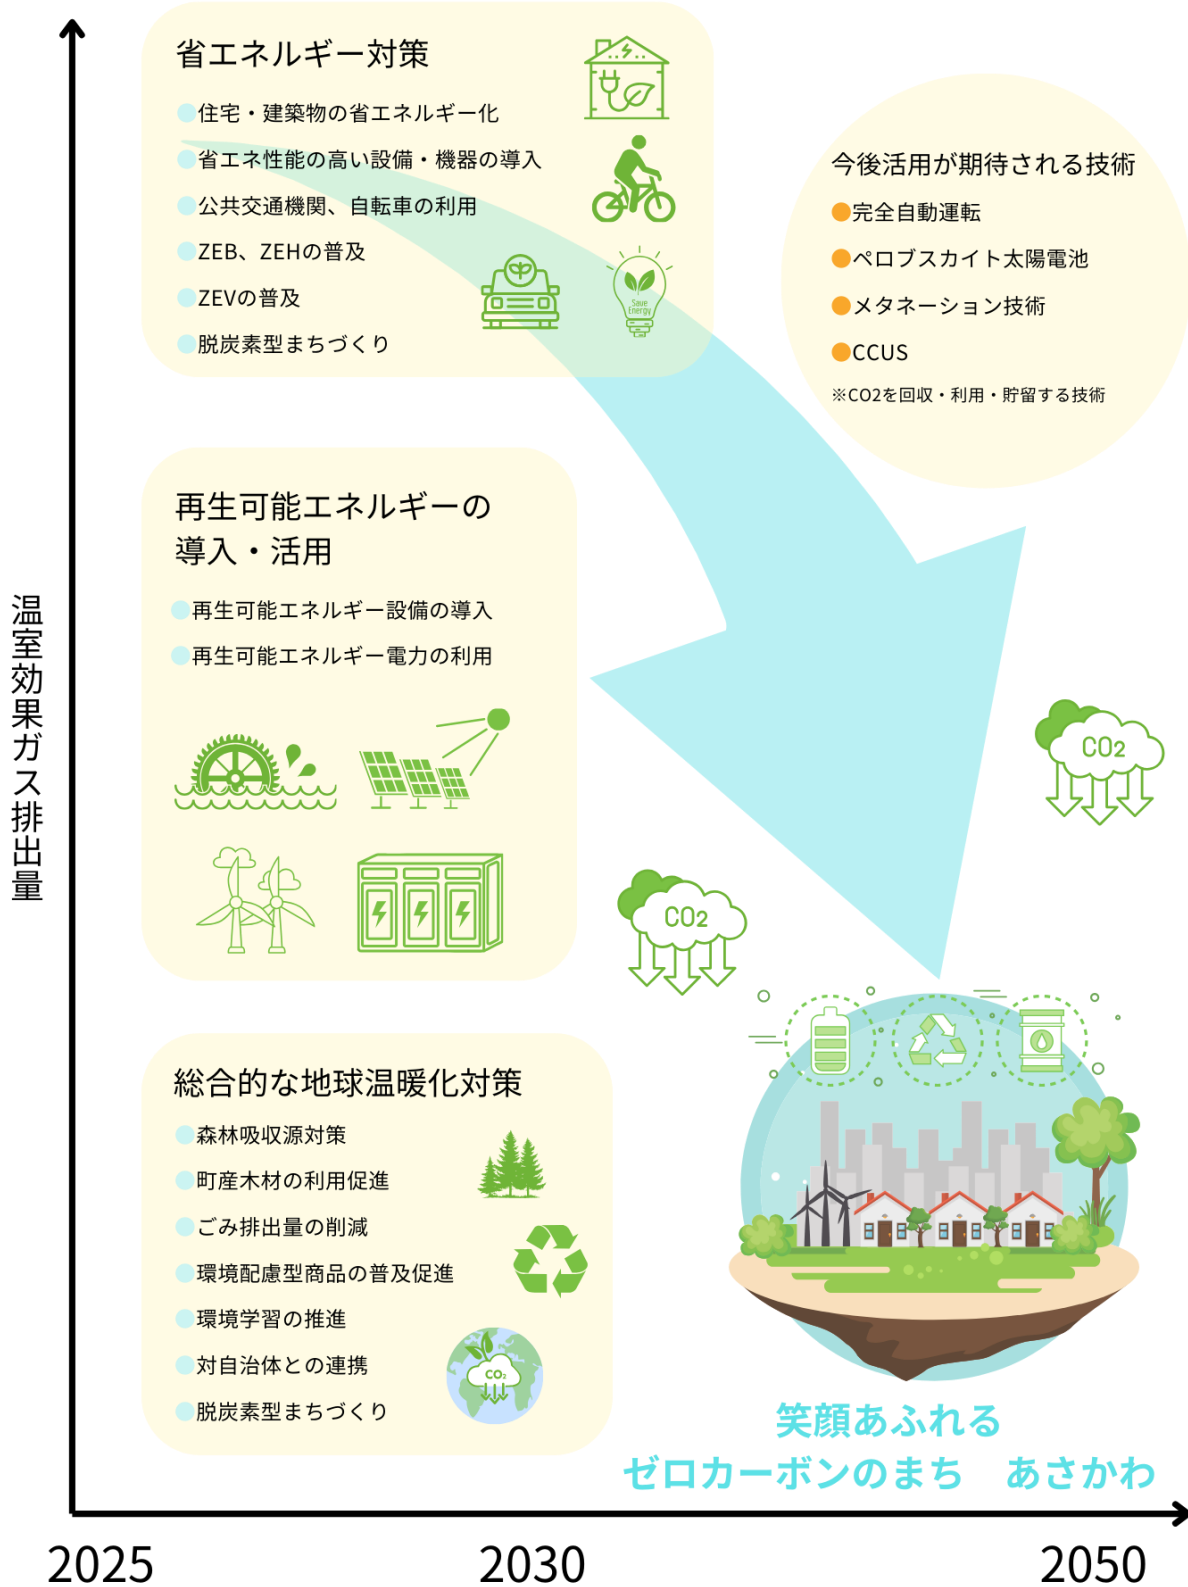 省エネルギー対策
●住宅・建築物の省エネルギー化
●省エネ性能の高い設備・機器の導入
●公共交通機関、自転車の利用
●ZEB、ZEHの普及
●ZEVの普及
●脱炭素型まちづくり
Save
Energy
今後活用が期待される技術
●完全自動運転
●ペロブスカイト太陽電池
●メタネーション技術
●CCUS
※CO2を回収・利用・貯留する技術
再生可能エネルギーの
導入・活用
●再生可能エネルギー設備の導入
●再生可能エネルギー電力の利用
温室効果ガス排出量
CO2
CO2
総合的な地球温暖化対策
●森林吸収源対策
●町産木材の利用促進
●ごみ排出量の削減
●環境配慮型商品の普及促進
●環境学習の推進
●対自治体との連携
●脱炭素型まちづくり
CO2
笑顔あふれる
ゼロカーボンのまち　あさかわ
2025
2030
2050